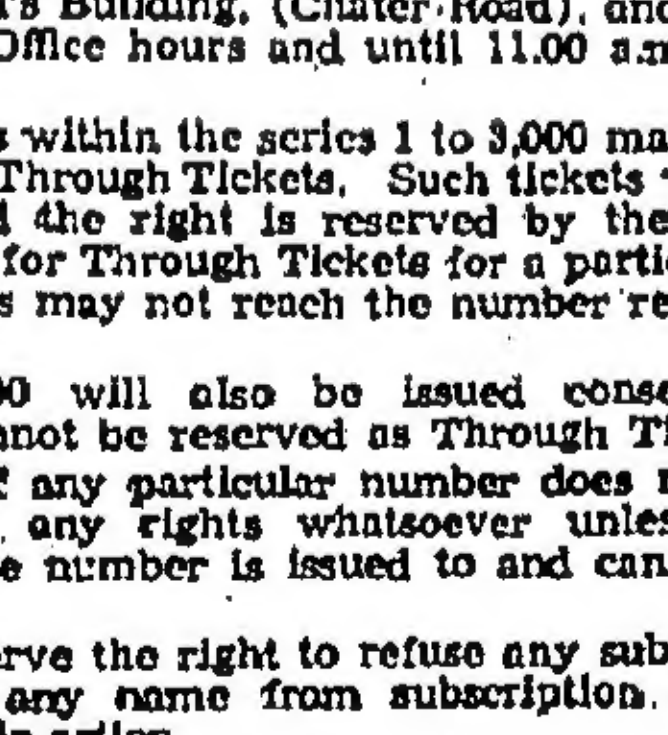 's Building, (Chater Road), and
Office hours and until 11.00 a.m
s within the series 1 to 3,000 ma
Through Tickets. Such tickets
d the right is reserved by the
for Through Tickets for a parti
s may not reach the number re
00 will also be issued conse
nnot be reserved as Through Ti
f any particular number does
any rights whatsoever unles
e number is issued to and can
erve the right to refuse any sub
any name from subscription.